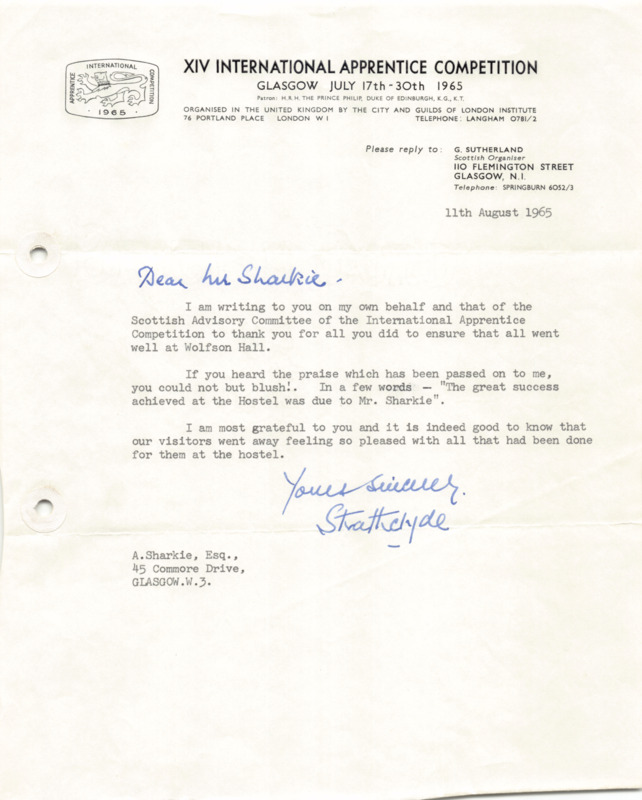 INTERNATIONAL
APPRENTICE
COMPETITION
· 1965 ·
XIV INTERNATIONAL APPRENTICE COMPETITION
GLASGOW JULY 17th-30th 1965
Patron: H.R.H. THE PRINCE PHILIP, DUKE OF EDINBURGH, K.G., K.T.
ORGANISED IN THE UNITED KINGDOM BY THE CITY AND GUILDS OF LONDON INSTITUTE
76 PORTLAND PLACE LONDON W I TELEPHONE: LANGHAM 0781/2
Please reply to: G. SUTHERLAND
Scottish Organiser
110 FLEMINGTON STREET
GLASGOW, N.I.
Telephone: SPRINGBURN 6052/3
11th August 1965
Dear Mr Sharkie.
I am writing to you on my own behalf and that of the
Scottish Advisory Committee of the International Apprentice
Competition to thank you for all you did to ensure that all went
well at Wolfson Hall.
If you heard the praise which has been passed on to me,
you could not but blush!. In a few words — "The great success
achieved at the Hostel was due to Mr. Sharkie".
I am most grateful to you and it is indeed good to know that
our visitors went away feeling so pleased with all that had been done
for them at the hostel.
Yours sincerely.
Strathclyde
A.Sharkie, Esq.,
45 Commore Drive,
GLASGOW.W.3.